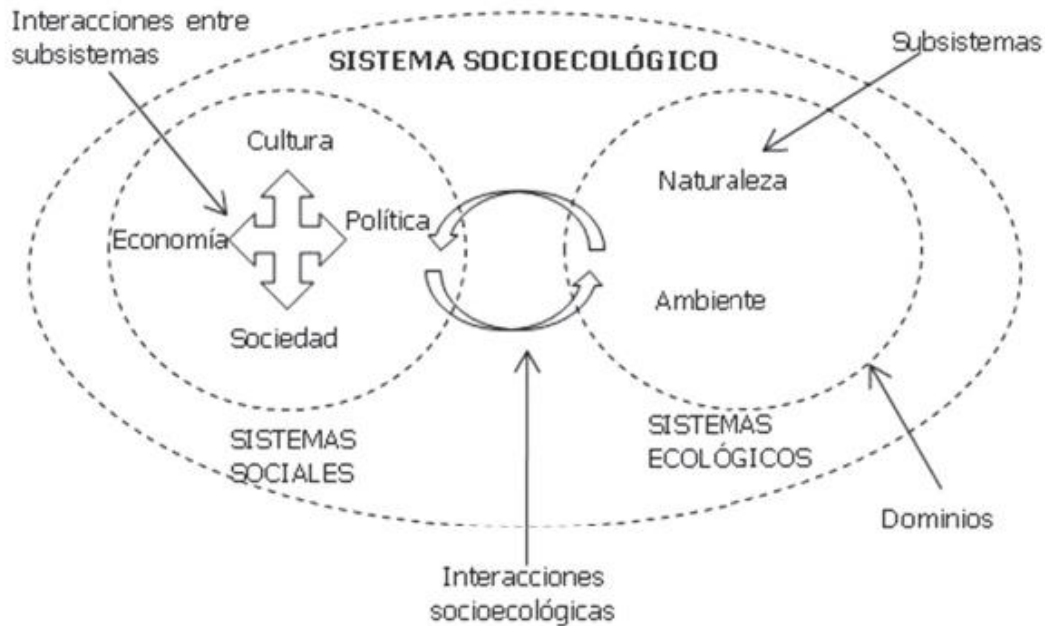 Interacciones entre
subsistemas
SISTEMA SOCIOECOLÓGICO
Subsistemas
Cultura
Economía
Política
Sociedad
Naturaleza
Ambiente
SISTEMAS
SOCIALES
SISTEMAS
ECOLÓGICOS
Dominios
Interacciones
socioecológicas